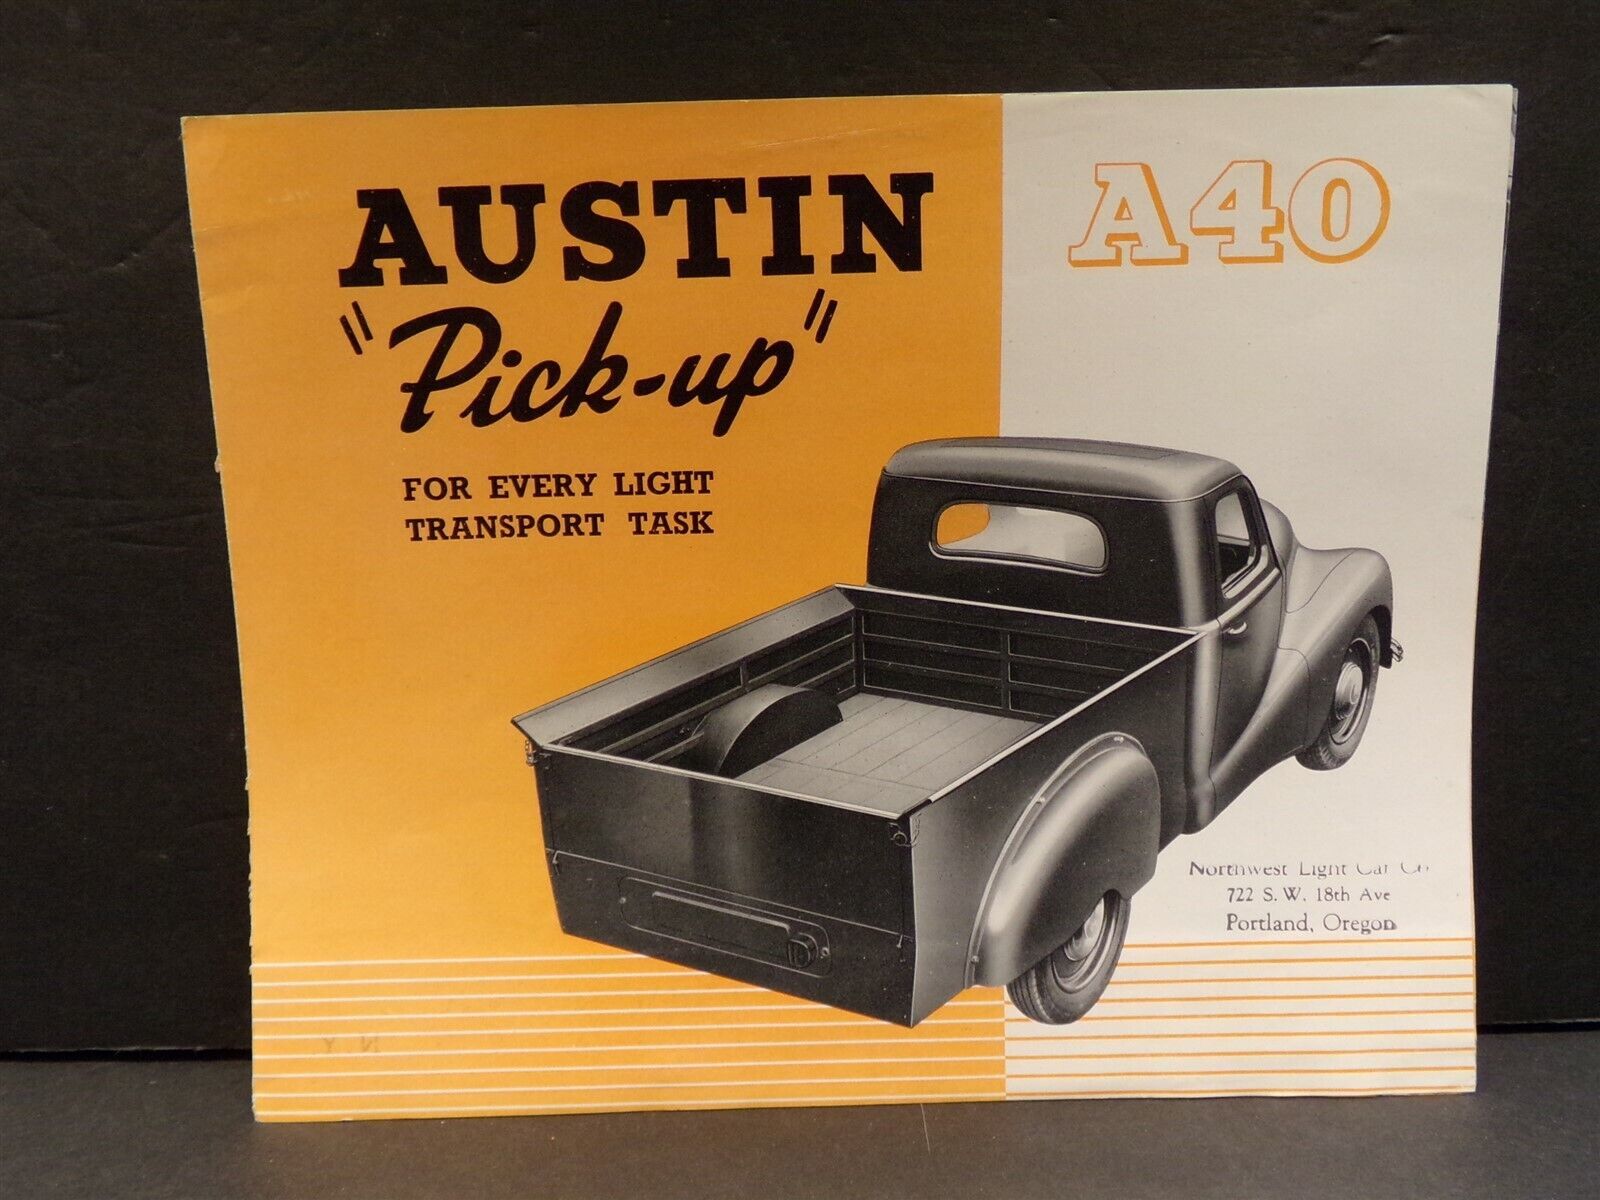 AUSTIN
"Pick-up"
FOR EVERY LIGHT
TRANSPORT TASK
A40
Northwest Light Car Co
722 S. W. 18th Ave
Portland, Oregon